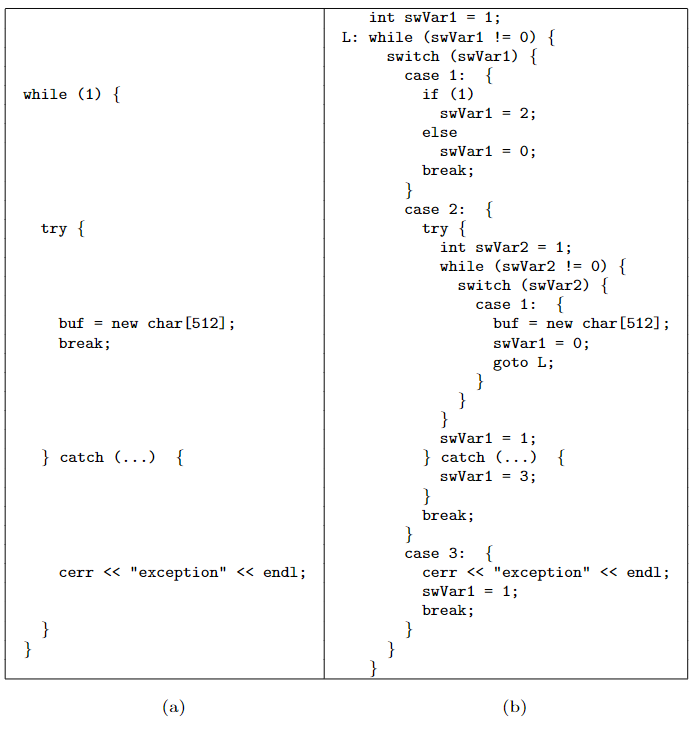 while (1) {
try {
buf = new char[512];
break;
} catch (...) {
cerr << "exception" << endl;
}
}
(a)
int swVar1 = 1;
L: while (swVar1 != 0) {
switch (swVar1) {
case 1: {
if (1)
swVar1 = 2;
else
swVar1 = 0;
break;
}
case 2: {
try {
int swVar2 = 1;
while (swVar2 != 0) {
switch (swVar2) {
case 1: {
buf = new char[512];
swVar1 = 0;
goto L;
}
}
}
swVar1 = 1;
} catch (...) {
swVar1 = 3;
}
break;
}
case 3: {
cerr << "exception" << endl;
swVar1 = 1;
break;
}
}
}
(b)